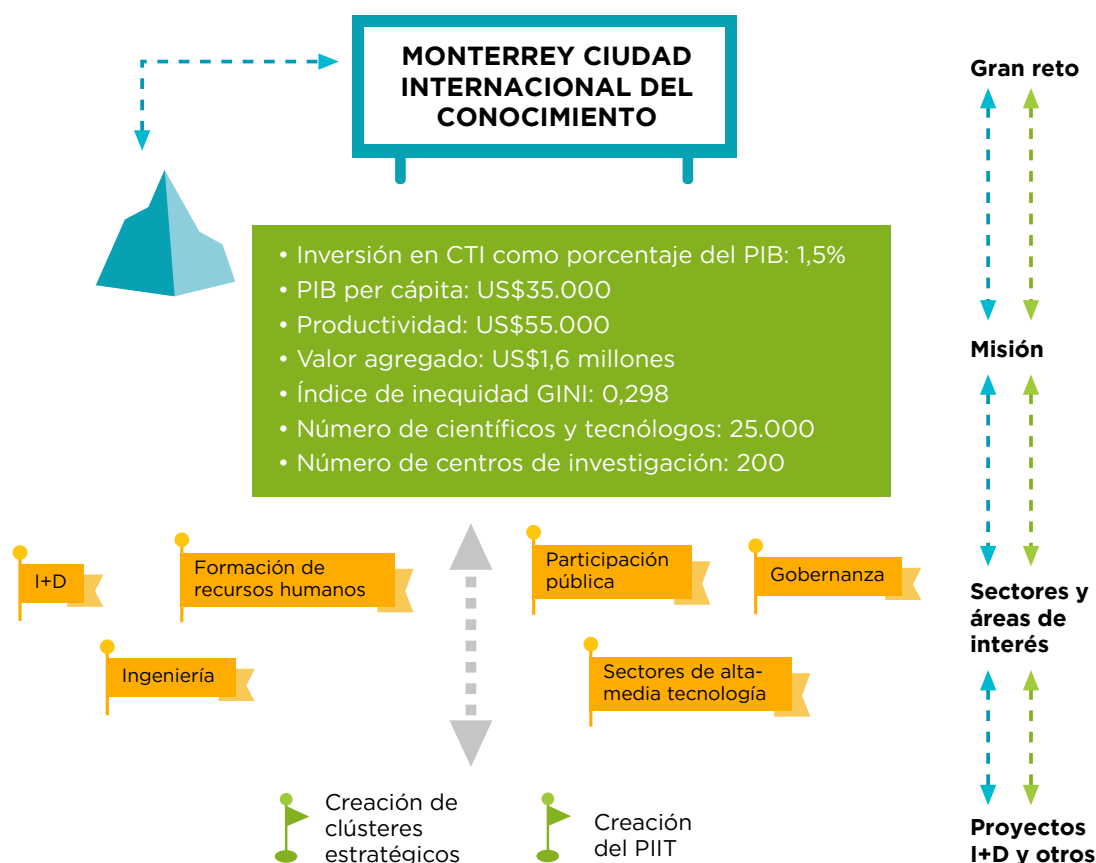 MONTERREY CIUDAD
INTERNACIONAL DEL
CONOCIMIENTO
Gran reto
• Inversión en CTI como porcentaje del PIB: 1,5%
• PIB per cápita: US$35.000
• Productividad: US$55.000
• Valor agregado: US$1,6 millones
• Índice de inequidad GINI: 0,298
• Número de científicos y tecnólogos: 25.000
• Número de centros de investigación: 200
Misión
I+D
Formación de
recursos humanos
Participación
pública
Gobernanza
Ingeniería
Sectores de alta-
media tecnología
Sectores y
áreas de
interés
Creación de
clústeres
estratégicos
Creación
del PIIT
Proyectos
I+D y otros